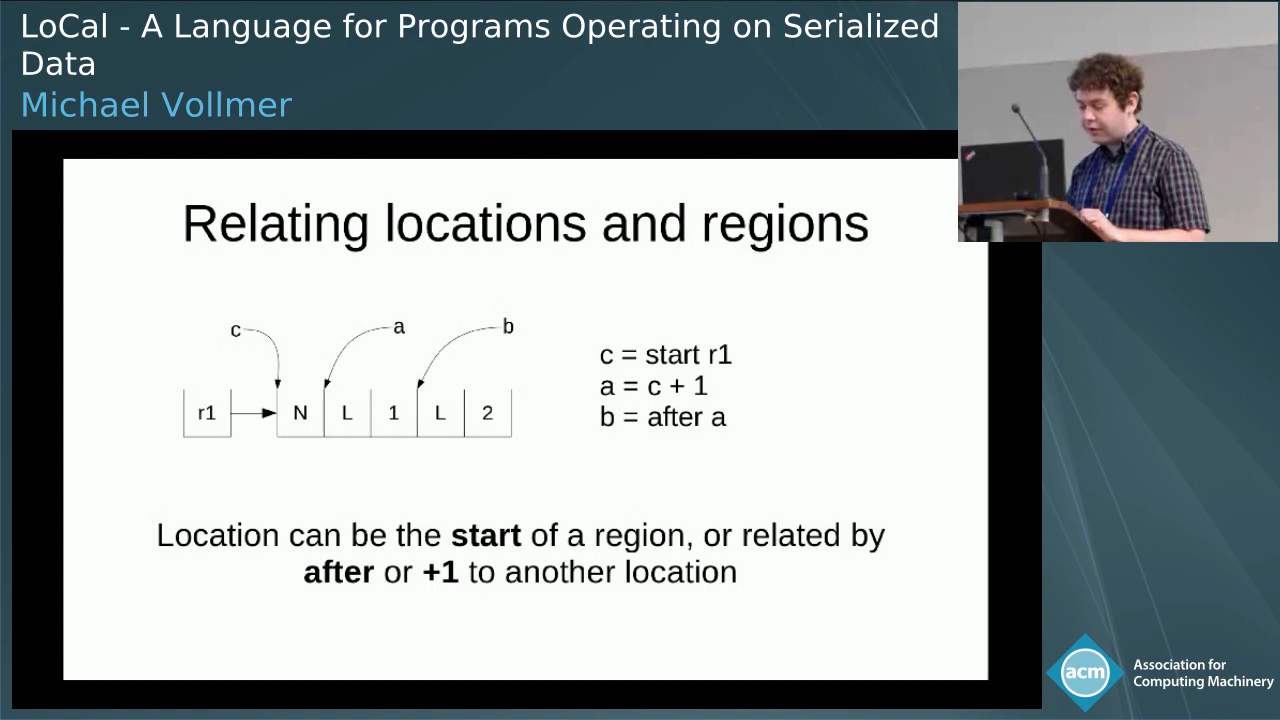 LoCal - A Language for Programs Operating on Serialized
Data
Michael Vollmer
Relating locations and regions
c a b
r1 N L 1 L 2
c = start r1
a = c + 1
b = after a
Location can be the start of a region, or related by
after or +1 to another location
acm
Association for
Computing Machinery